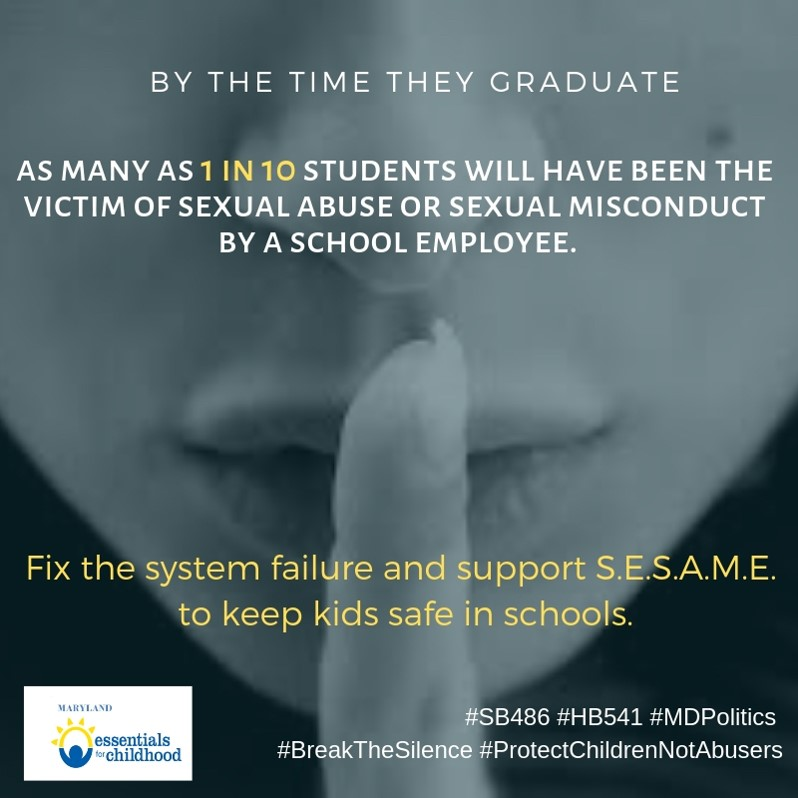 BY THE TIME THEY GRADUATE
AS MANY AS 1 IN 10 STUDENTS WILL HAVE BEEN THE
VICTIM OF SEXUAL ABUSE OR SEXUAL MISCONDUCT
BY A SCHOOL EMPLOYEE.
Fix the system failure and support S.E.S.A.M.E.
to keep kids safe in schools.
MARYLAND
essentials
for childhood
#SB486 #HB541 #MDPolitics
#BreakTheSilence #ProtectChildrenNotAbusers